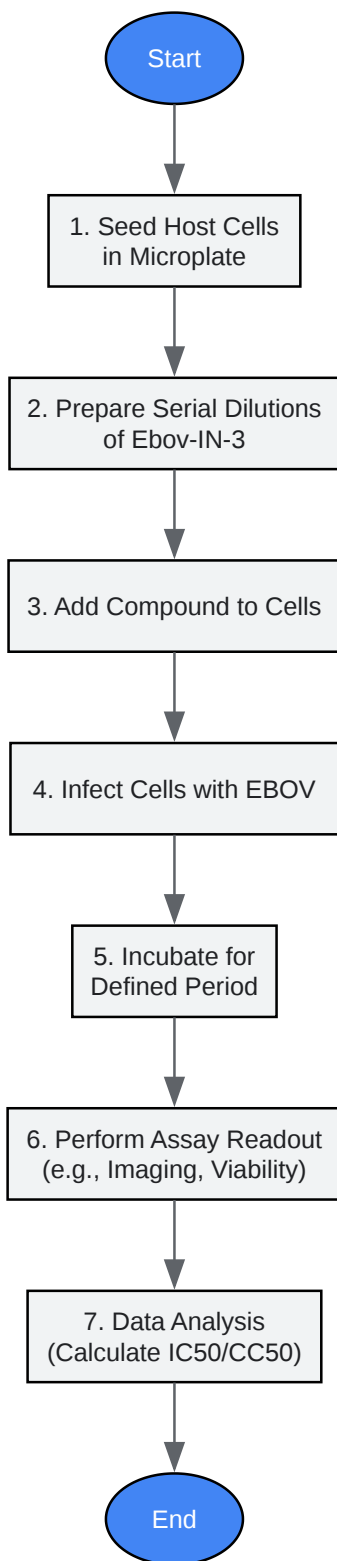 Start
1. Seed Host Cells
in Microplate
2. Prepare Serial Dilutions
of Ebov-IN-3
3. Add Compound to Cells
4. Infect Cells with EBOV
5. Incubate for
Defined Period
6. Perform Assay Readout
(e.g., Imaging, Viability)
7. Data Analysis
(Calculate IC50/CC50)
End